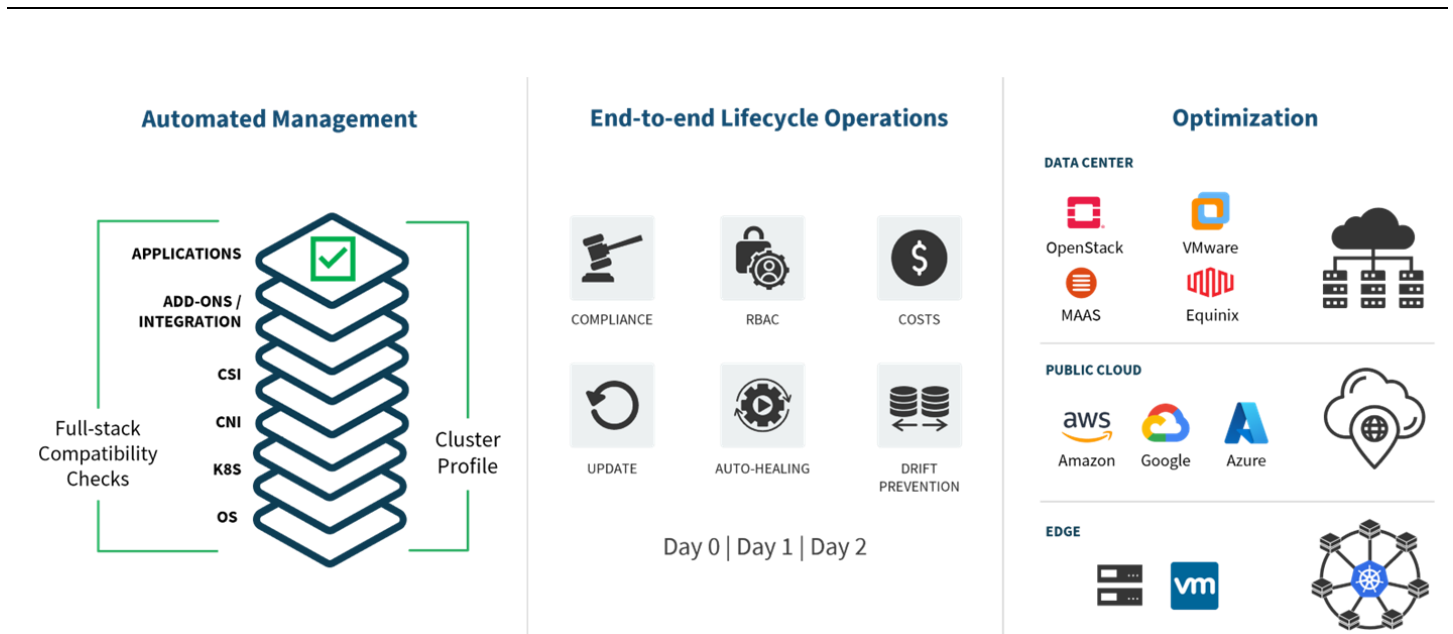 Automated Management
APPLICATIONS
ADD-ONS /
INTEGRATION
CSI
CNI
K8S
OS
Full-stack
Compatibility
Checks
Cluster
Profile
End-to-end Lifecycle Operations
COMPLIANCE
RBAC
COSTS
UPDATE
AUTO-HEALING
DRIFT
PREVENTION
Day 0 | Day 1 | Day 2
Optimization
DATA CENTER
OpenStack
VMware
MAAS
Equinix
PUBLIC CLOUD
aws
Amazon
Google
Azure
EDGE
vm